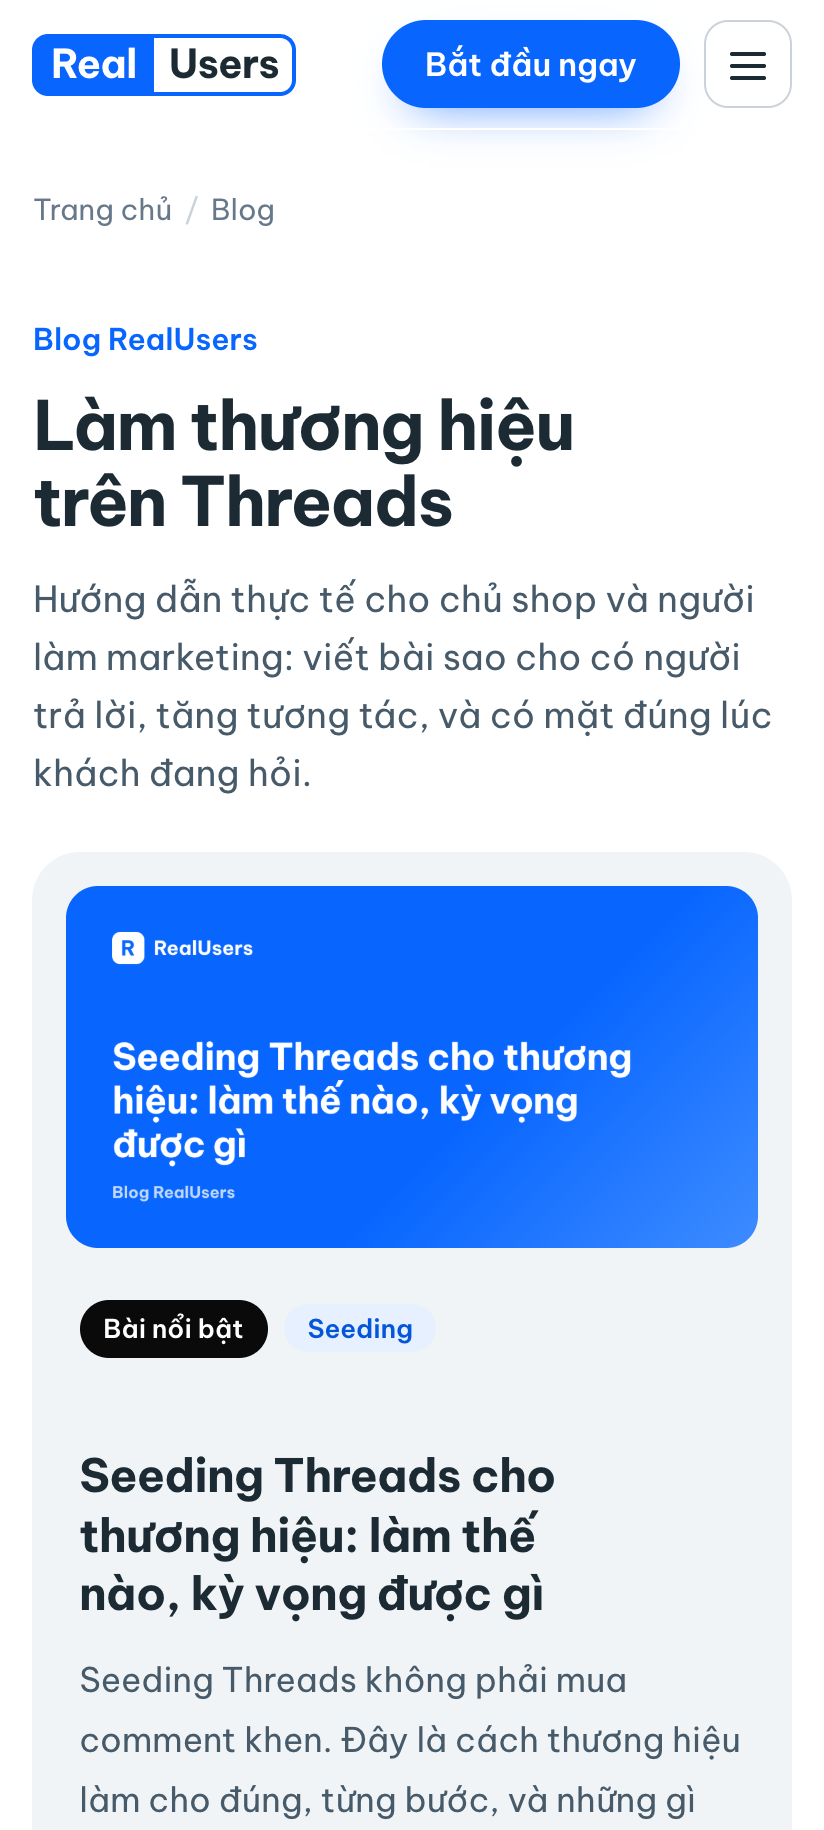 Real Users
Bắt đầu ngay
Trang chủ / Blog
Blog RealUsers
Làm thương hiệu
trên Threads
Hướng dẫn thực tế cho chủ shop và người
làm marketing: viết bài sao cho có người
trả lời, tăng tương tác, và có mặt đúng lúc
khách đang hỏi.
R RealUsers
Seeding Threads cho thương
hiệu: làm thế nào, kỳ vọng
được gì
Blog RealUsers
Bài nổi bật
Seeding
Seeding Threads cho
thương hiệu: làm thế
nào, kỳ vọng được gì
Seeding Threads không phải mua
comment khen. Đây là cách thương hiệu
làm cho đúng, từng bước, và những gì